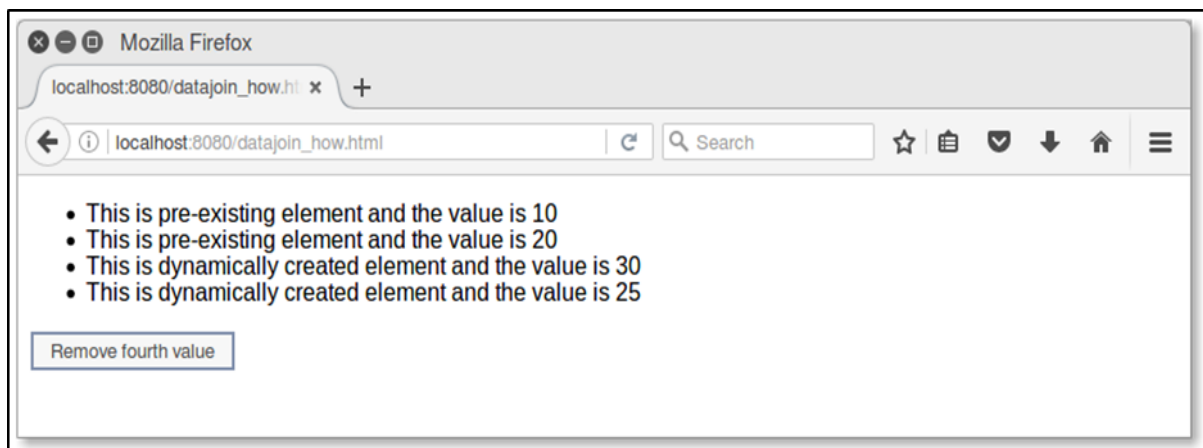 Mozilla Firefox
localhost:8080/datajoin_how.ht
localhost:8080/datajoin_how.html
Search
• This is pre-existing element and the value is 10
• This is pre-existing element and the value is 20
• This is dynamically created element and the value is 30
• This is dynamically created element and the value is 25
Remove fourth value